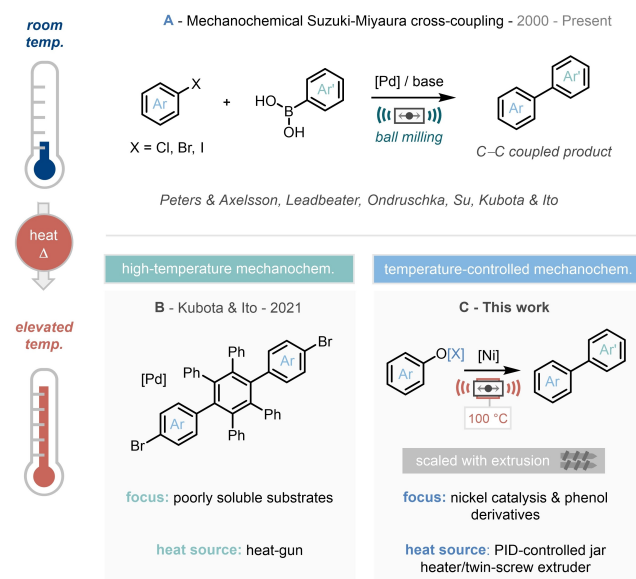 room
temp.
A - Mechanochemical Suzuki-Miyaura cross-coupling - 2000 - Present
X
Ar
X = Cl, Br, I
+
HO
B
OH
Ar'
[Pd] / base
ball milling
Ar'
Ar
C–C coupled product
Peters & Axelsson, Leadbeater, Ondruschka, Su, Kubota & Ito
heat
Δ
elevated
temp.
high-temperature mechanochem.
B - Kubota & Ito - 2021
Br
Ar
Ph
[Pd]
Ph
Ph
Ph
Ar
Ph
Br
focus: poorly soluble substrates
heat source: heat-gun
temperature-controlled mechanochem.
C - This work
O[X]
Ar
[Ni]
100 °C
Ar'
Ar
scaled with extrusion
focus: nickel catalysis & phenol
derivatives
heat source: PID-controlled jar
heater/twin-screw extruder